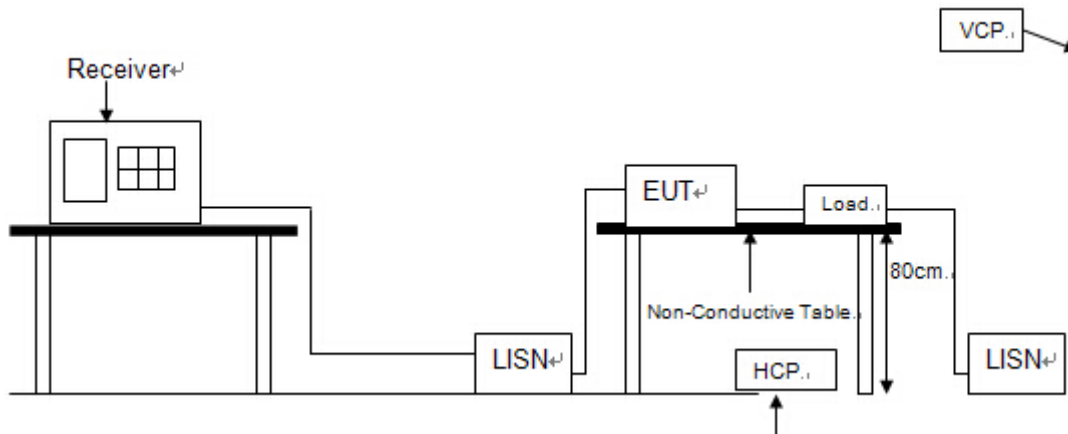 VCP.
Receiver↵
EUT↵
Load.
80cm.
Non-Conductive Table.
LISN↵
HCP.
LISN↵